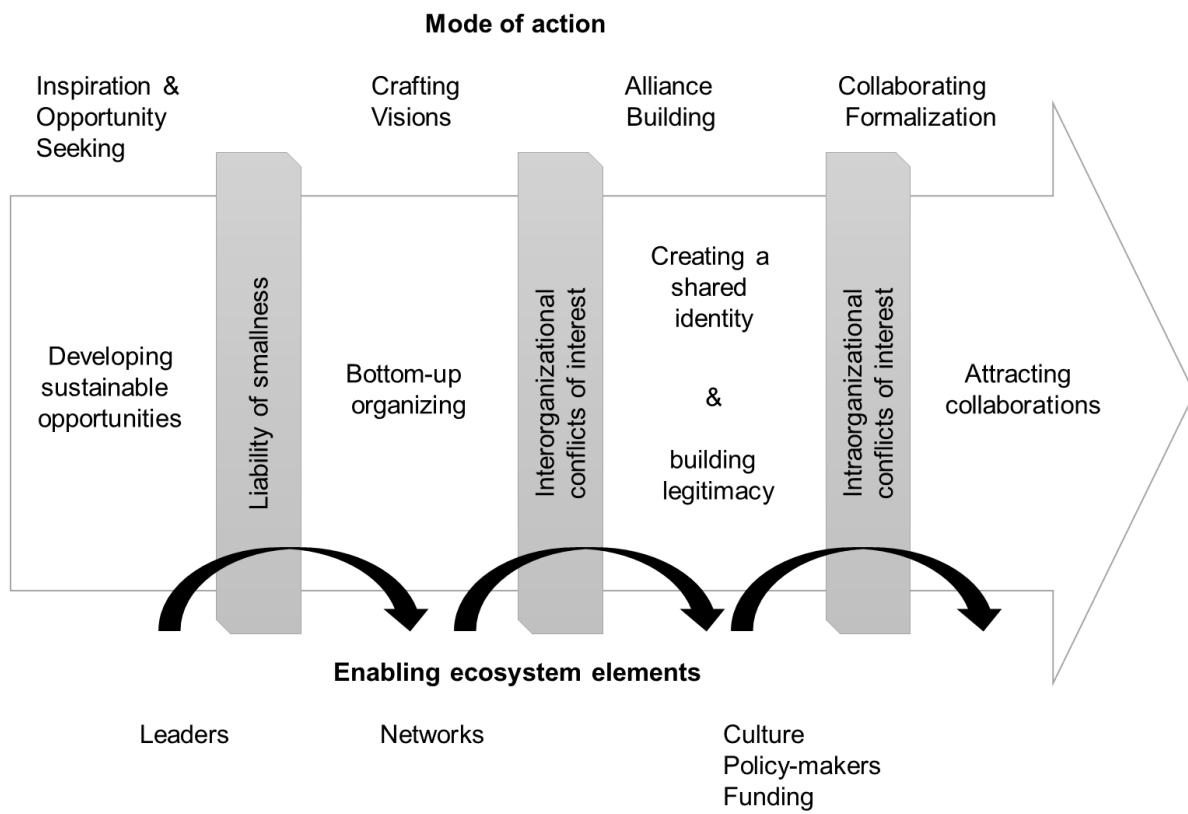 Mode of action
Inspiration &
Opportunity
Seeking
Crafting
Visions
Alliance
Building
Collaborating
Formalization
Developing
sustainable
opportunities
Liability of smallness
Bottom-up
organizing
Interorganizational
conflicts of interest
Creating a
shared
identity
&
building
legitimacy
Intraorganizational
conflicts of interest
Attracting
collaborations
Enabling ecosystem elements
Leaders
Networks
Culture
Policy-makers
Funding